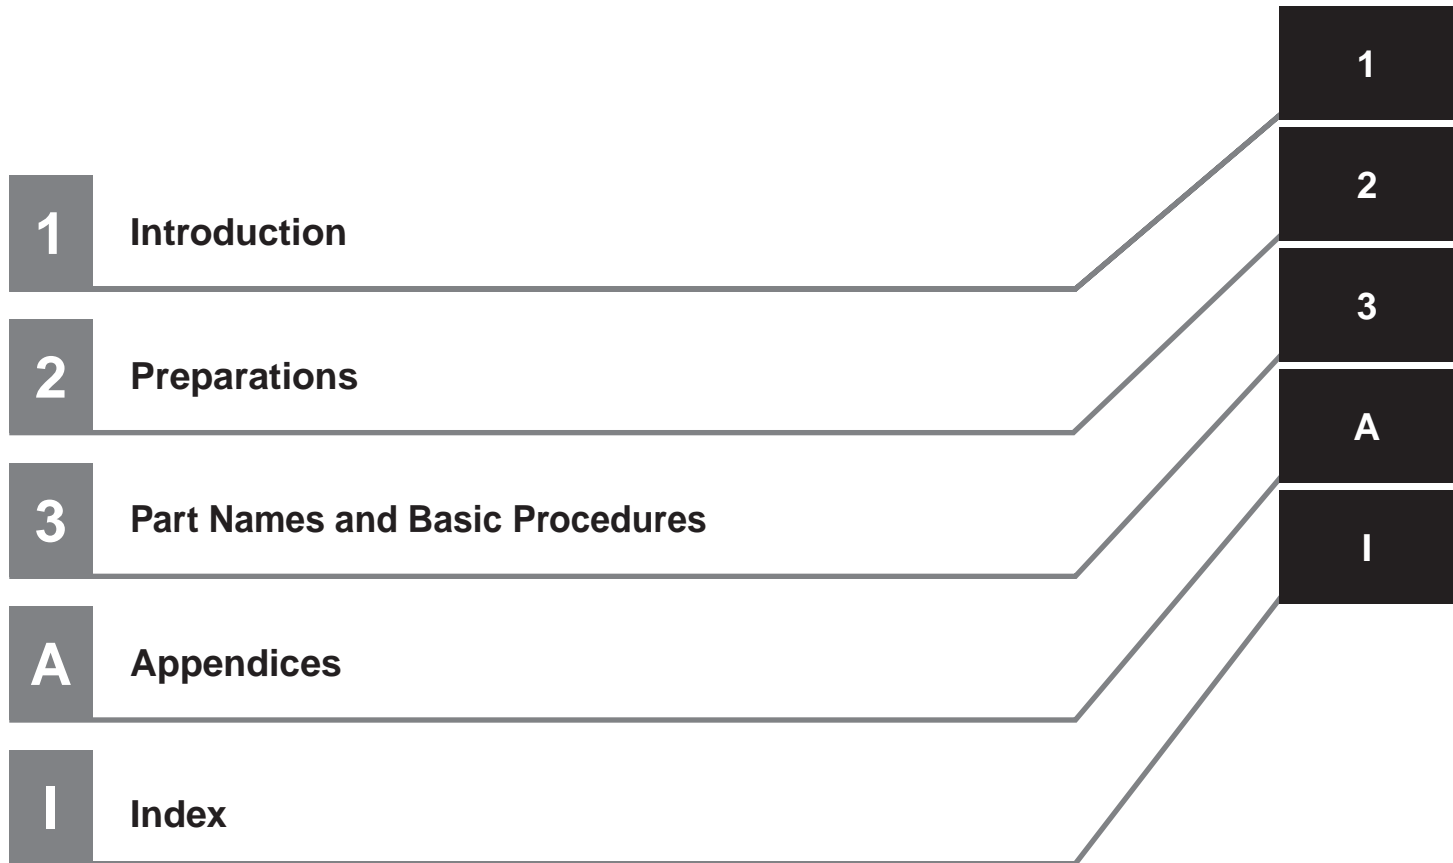 1
2
3
A
I
1 Introduction
2 Preparations
3 Part Names and Basic Procedures
A Appendices
I Index